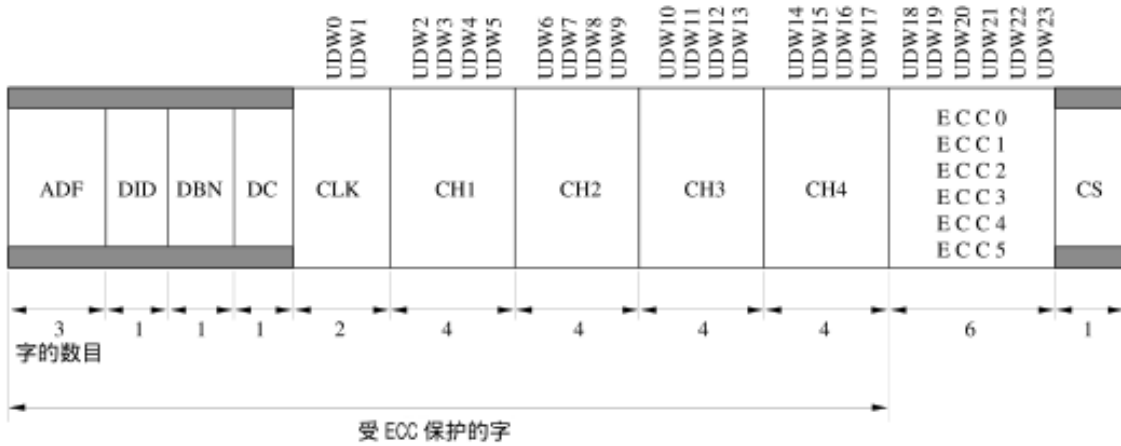 UDW0
UDW1
UDW2
UDW3
UDW4
UDW5
UDW6
UDW7
UDW8
UDW9
UDW10
UDW11
UDW12
UDW13
UDW14
UDW15
UDW16
UDW17
UDW18
UDW19
UDW20
UDW21
UDW22
UDW23
ADF
DID
DBN
DC
CLK
CH1
CH2
CH3
CH4
ECC0
ECC1
ECC2
ECC3
ECC4
ECC5
CS
3
1
1
1
2
4
4
4
4
6
1
字的数目
受 ECC 保护的字